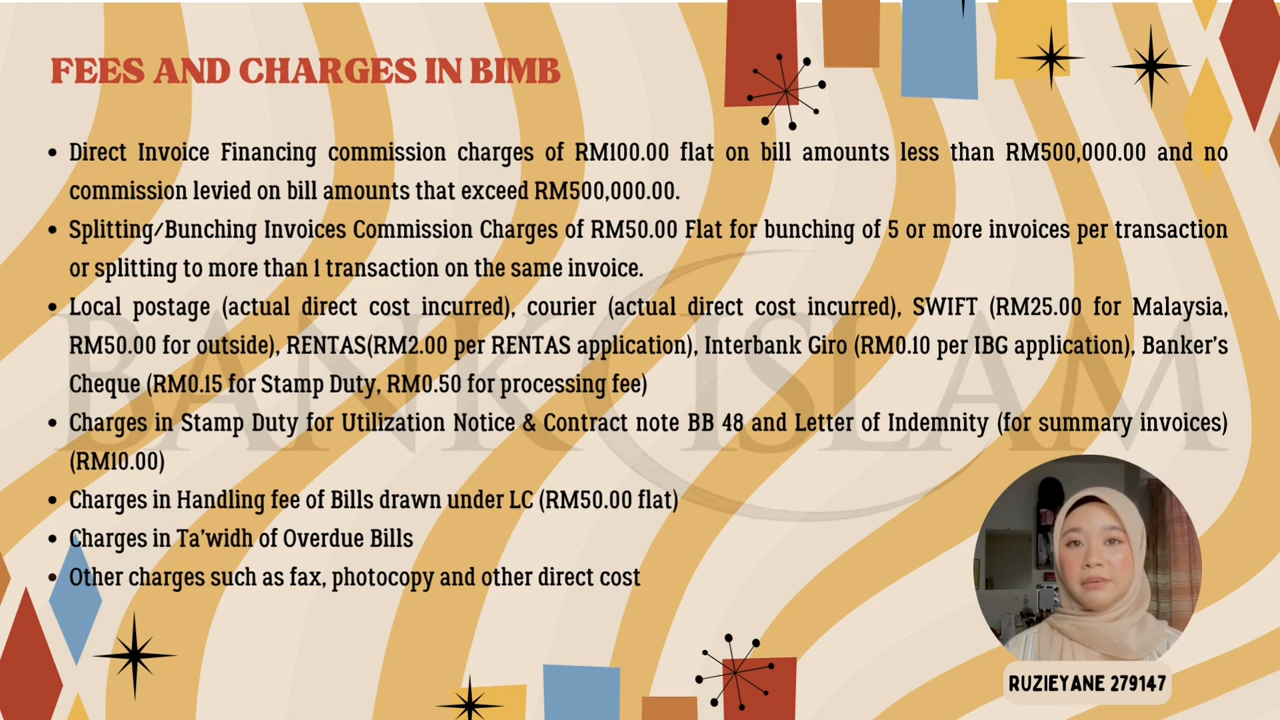 FEES AND CHARGES IN BIMB
• Direct Invoice Financing commission charges of RM100.00 flat on bill amounts less than RM500,000.00 and no
commission levied on bill amounts that exceed RM500,000.00.
• Splitting/Bunching Invoices Commission Charges of RM50.00 Flat for bunching of 5 or more invoices per transaction
or splitting to more than 1 transaction on the same invoice.
• Local postage (actual direct cost incurred), courier (actual direct cost incurred), SWIFT (RM25.00 for Malaysia,
RM50.00 for outside), RENTAS(RM2.00 per RENTAS application), Interbank Giro (RM0.10 per IBG application), Banker's
Cheque (RM0.15 for Stamp Duty, RM0.50 for processing fee)
• Charges in Stamp Duty for Utilization Notice & Contract note BB 48 and Letter of Indemnity (for summary invoices)
(RM10.00)
• Charges in Handling fee of Bills drawn under LC (RM50.00 flat)
• Charges in Ta'widh of Overdue Bills
• Other charges such as fax, photocopy and other direct cost
BANK ISLAM
RUZIEYANE 279147